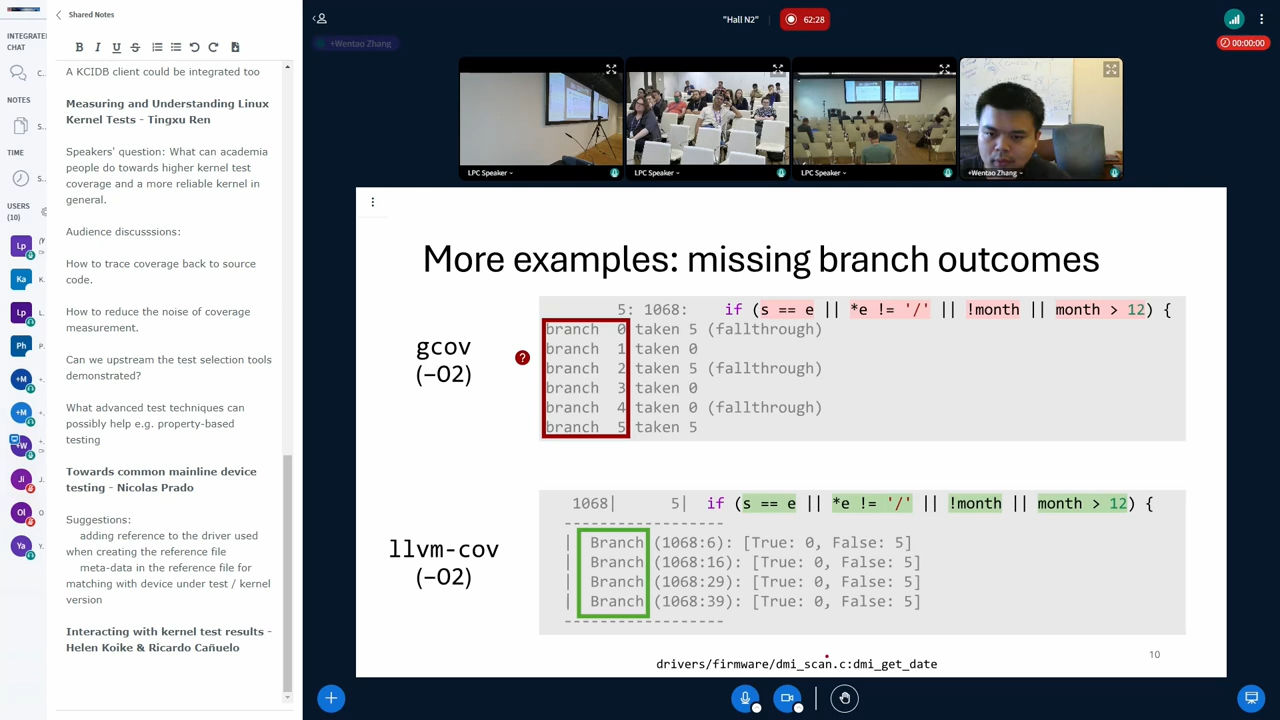 Shared Notes
INTEGRATE
CHAT
C..
NOTES
S..
TIME
S..
USERS
(10)
Lp
Ka
K.
Lp
Ph
P..
+M
+M
+W
Ji
J.
Ol
O
Ya
Y.
A KCIDB client could be integrated too
Measuring and Understanding Linux
Kernel Tests - Tingxu Ren
Speakers' question: What can academia
people do towards higher kernel test
coverage and a more reliable kernel in
general.
Audience discusssions:
How to trace coverage back to source
code.
How to reduce the noise of coverage
measurement.
Can we upstream the test selection tools
demonstrated?
What advanced test techniques can
possibly help e.g. property-based
testing
Towards common mainline device
testing - Nicolas Prado
Suggestions:
adding reference to the driver used
when creating the reference file
meta-data in the reference file for
matching with device under test / kernel
version
Interacting with kernel test results -
Helen Koike & Ricardo Cañuelo
"Hall N2"
62:28
00:00:00
+Wentao Zhang
LPC Speaker
LPC Speaker
LPC Speaker
+Wentao Zhang
More examples: missing branch outcomes
gcov
(-O2)
?
5: 1068: if (s == e || *e != '/' || !month || month > 12) {
branch 0 taken 5 (fallthrough)
branch 1 taken 0
branch 2 taken 5 (fallthrough)
branch 3 taken 0
branch 4 taken 0 (fallthrough)
branch 5 taken 5
llvm-cov
(-O2)
1068| 5| if (s == e || *e != '/' || !month || month > 12) {
------------------
| Branch (1068:6): [True: 0, False: 5]
| Branch (1068:16): [True: 0, False: 5]
| Branch (1068:29): [True: 0, False: 5]
| Branch (1068:39): [True: 0, False: 5]
------------------
drivers/firmware/dmi_scan.c:dmi_get_date
10